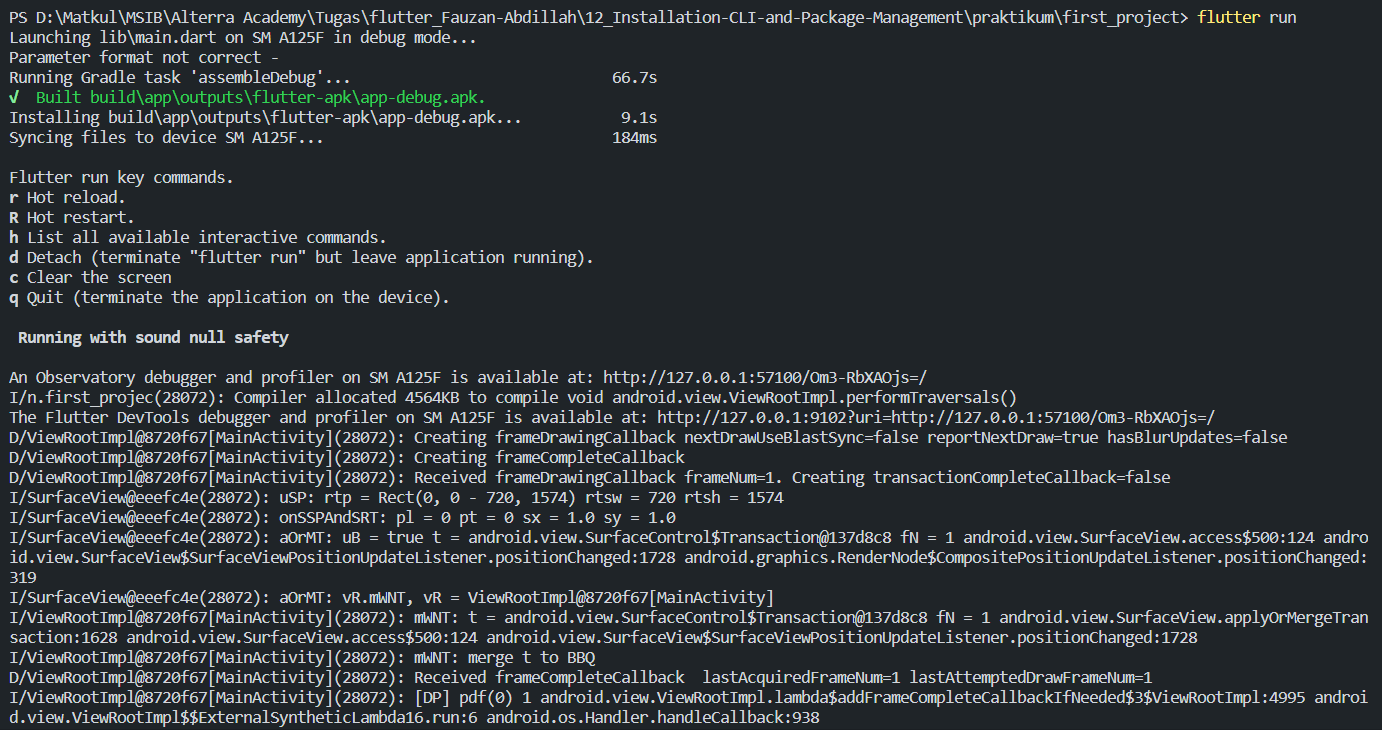 PS D:\Matkul\MSIB\Alterra Academy\Tugas\flutter_Fauzan-Abdillah\12_Installation-CLI-and-Package-Management\praktikum\first_project> flutter run
Launching lib\main.dart on SM A125F in debug mode...
Parameter format not correct -
Running Gradle task 'assembleDebug'... 66.7s
√ Built build\app\outputs\flutter-apk\app-debug.apk.
Installing build\app\outputs\flutter-apk\app-debug.apk... 9.1s
Syncing files to device SM A125F... 184ms
Flutter run key commands.
r Hot reload.
R Hot restart.
h List all available interactive commands.
d Detach (terminate "flutter run" but leave application running).
c Clear the screen
q Quit (terminate the application on the device).
Running with sound null safety
An Observatory debugger and profiler on SM A125F is available at: http://127.0.0.1:57100/Om3-RbXAOjs=/
I/n.first_projec(28072): Compiler allocated 4564KB to compile void android.view.ViewRootImpl.performTraversals()
The Flutter DevTools debugger and profiler on SM A125F is available at: http://127.0.0.1:9102?uri=http://127.0.0.1:57100/Om3-RbXAOjs=/
D/ViewRootImpl@8720f67[MainActivity](28072): Creating frameDrawingCallback nextDrawUseBlastSync=false reportNextDraw=true hasBlurUpdates=false
D/ViewRootImpl@8720f67[MainActivity](28072): Creating frameCompleteCallback
D/ViewRootImpl@8720f67[MainActivity](28072): Received frameDrawingCallback frameNum=1. Creating transactionCompleteCallback=false
I/SurfaceView@eeefc4e(28072): uSP: rtp = Rect(0, 0 - 720, 1574) rtsw = 720 rtsh = 1574
I/SurfaceView@eeefc4e(28072): onSSPAndSRT: pl = 0 pt = 0 sx = 1.0 sy = 1.0
I/SurfaceView@eeefc4e(28072): aOrMT: uB = true t = android.view.SurfaceControl$Transaction@137d8c8 fN = 1 android.view.SurfaceView.access$500:124 andro
id.view.SurfaceView$SurfaceViewPositionUpdateListener.positionChanged:1728 android.graphics.RenderNode$CompositePositionUpdateListener.positionChanged:
319
I/SurfaceView@eeefc4e(28072): aOrMT: vR.mWNT, vR = ViewRootImpl@8720f67[MainActivity]
I/ViewRootImpl@8720f67[MainActivity](28072): mWNT: t = android.view.SurfaceControl$Transaction@137d8c8 fN = 1 android.view.SurfaceView.applyOrMergeTran
saction:1628 android.view.SurfaceView.access$500:124 android.view.SurfaceView$SurfaceViewPositionUpdateListener.positionChanged:1728
I/ViewRootImpl@8720f67[MainActivity](28072): mWNT: merge t to BBQ
D/ViewRootImpl@8720f67[MainActivity](28072): Received frameCompleteCallback  lastAcquiredFrameNum=1 lastAttemptedDrawFrameNum=1
I/ViewRootImpl@8720f67[MainActivity](28072): [DP] pdf(0) 1 android.view.ViewRootImpl.lambda$addFrameCompleteCallbackIfNeeded$3$ViewRootImpl:4995 androi
d.view.ViewRootImpl$$ExternalSyntheticLambda16.run:6 android.os.Handler.handleCallback:938